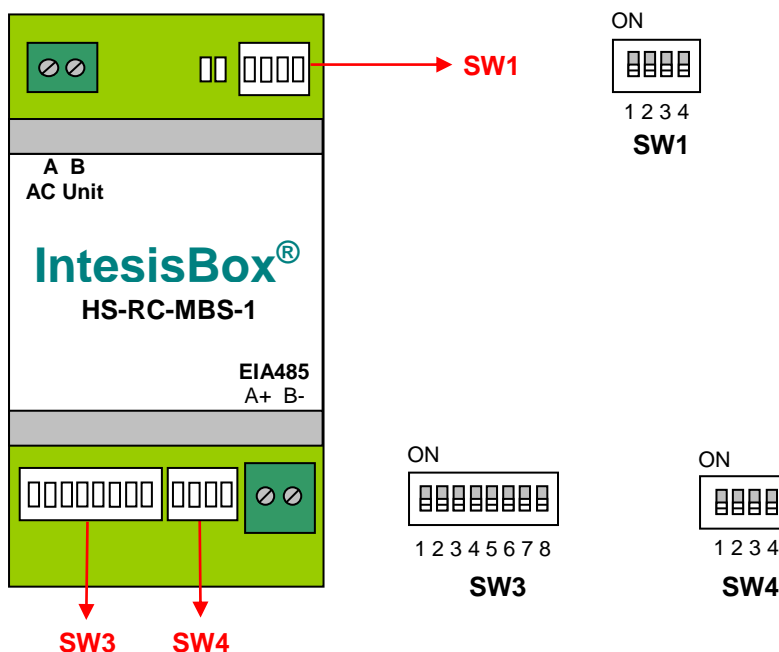 ON
SW1
1 2 3 4
SW1
A B
AC Unit
IntesisBox®
HS-RC-MBS-1
EIA485
A+ B-
ON
1 2 3 4 5 6 7 8
SW3
ON
1 2 3 4
SW4
SW3 SW4